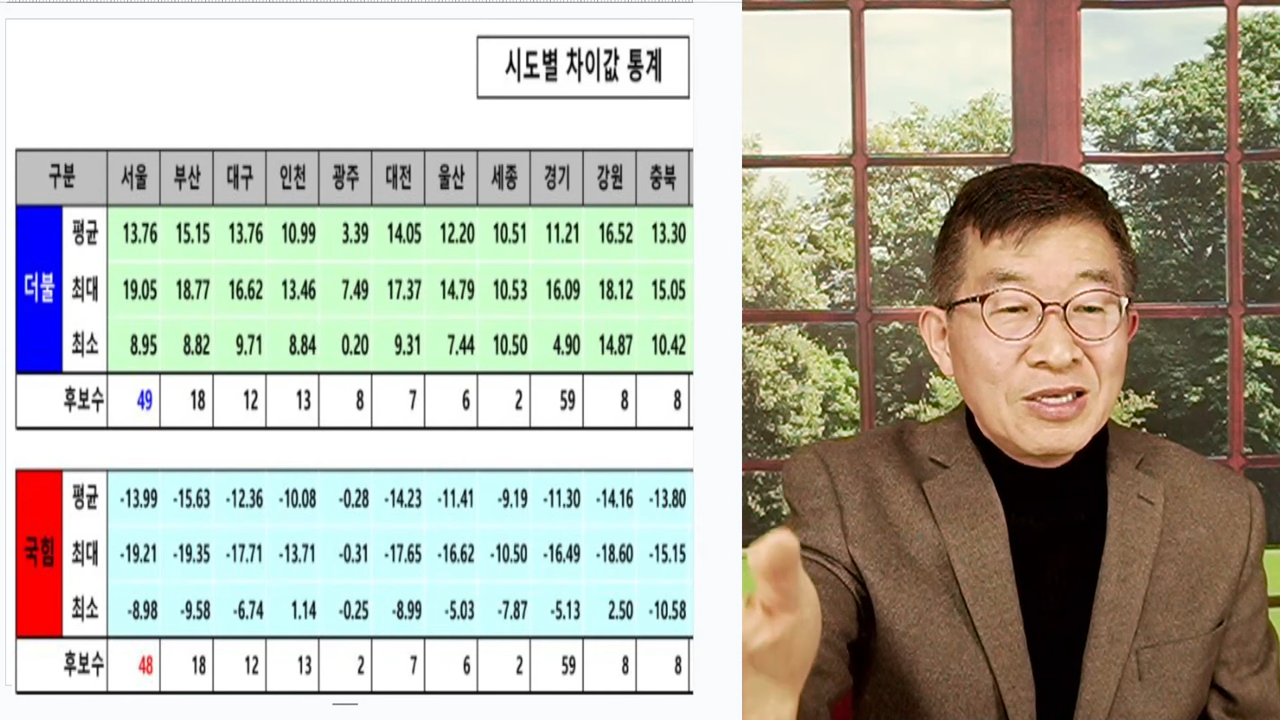 시도별 차이값 통계
구분 서울 부산 대구 인천 광주 대전 울산 세종 경기 강원 충북
더불
평균 13.76 15.15 13.76 10.99 3.39 14.05 12.20 10.51 11.21 16.52 13.30
최대 19.05 18.77 16.62 13.46 7.49 17.37 14.79 10.53 16.09 18.12 15.05
최소 8.95 8.82 9.71 8.84 0.20 9.31 7.44 10.50 4.90 14.87 10.42
후보수 49 18 12 13 8 7 6 2 59 8 8
국힘
평균 -13.99 -15.63 -12.36 -10.08 -0.28 -14.23 -11.41 -9.19 -11.30 -14.16 -13.80
최대 -19.21 -19.35 -17.71 -13.71 -0.31 -17.65 -16.62 -10.50 -16.49 -18.60 -15.15
최소 -8.98 -9.58 -6.74 1.14 -0.25 -8.99 -5.03 -7.87 -5.13 2.50 -10.58
후보수 48 18 12 13 2 7 6 2 59 8 8